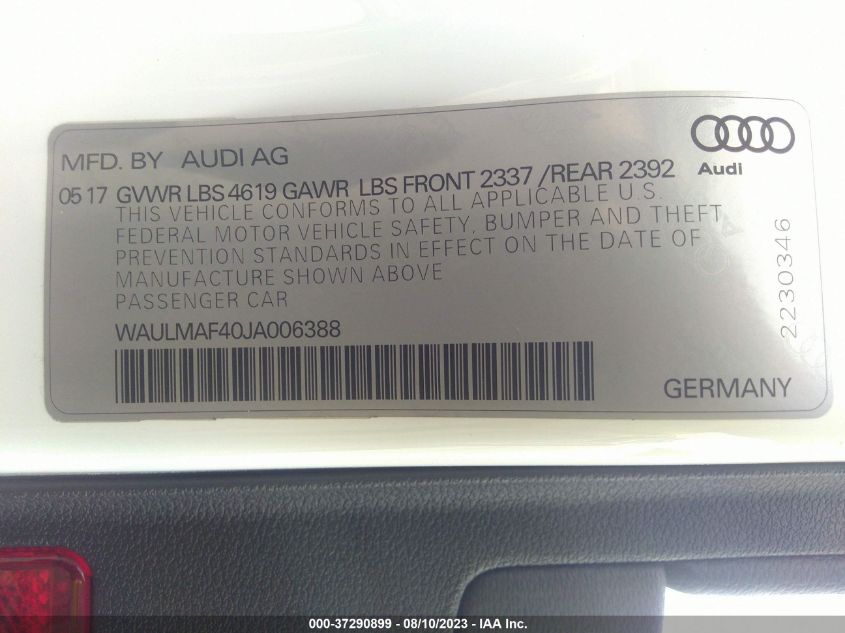 MFD. BY AUDI AG
Audi
05 17 GVWR LBS 4619 GAWR LBS FRONT 2337 /REAR 2392
THIS VEHICLE CONFORMS TO ALL APPLICABLE U.S.
FEDERAL MOTOR VEHICLE SAFETY, BUMPER AND THEFT
PREVENTION STANDARDS IN EFFECT ON THE DATE OF
MANUFACTURE SHOWN ABOVE
PASSENGER CAR
WAULMAF40JA006388
2230346
GERMANY
000-37290899 - 08/10/2023 - IAA Inc.